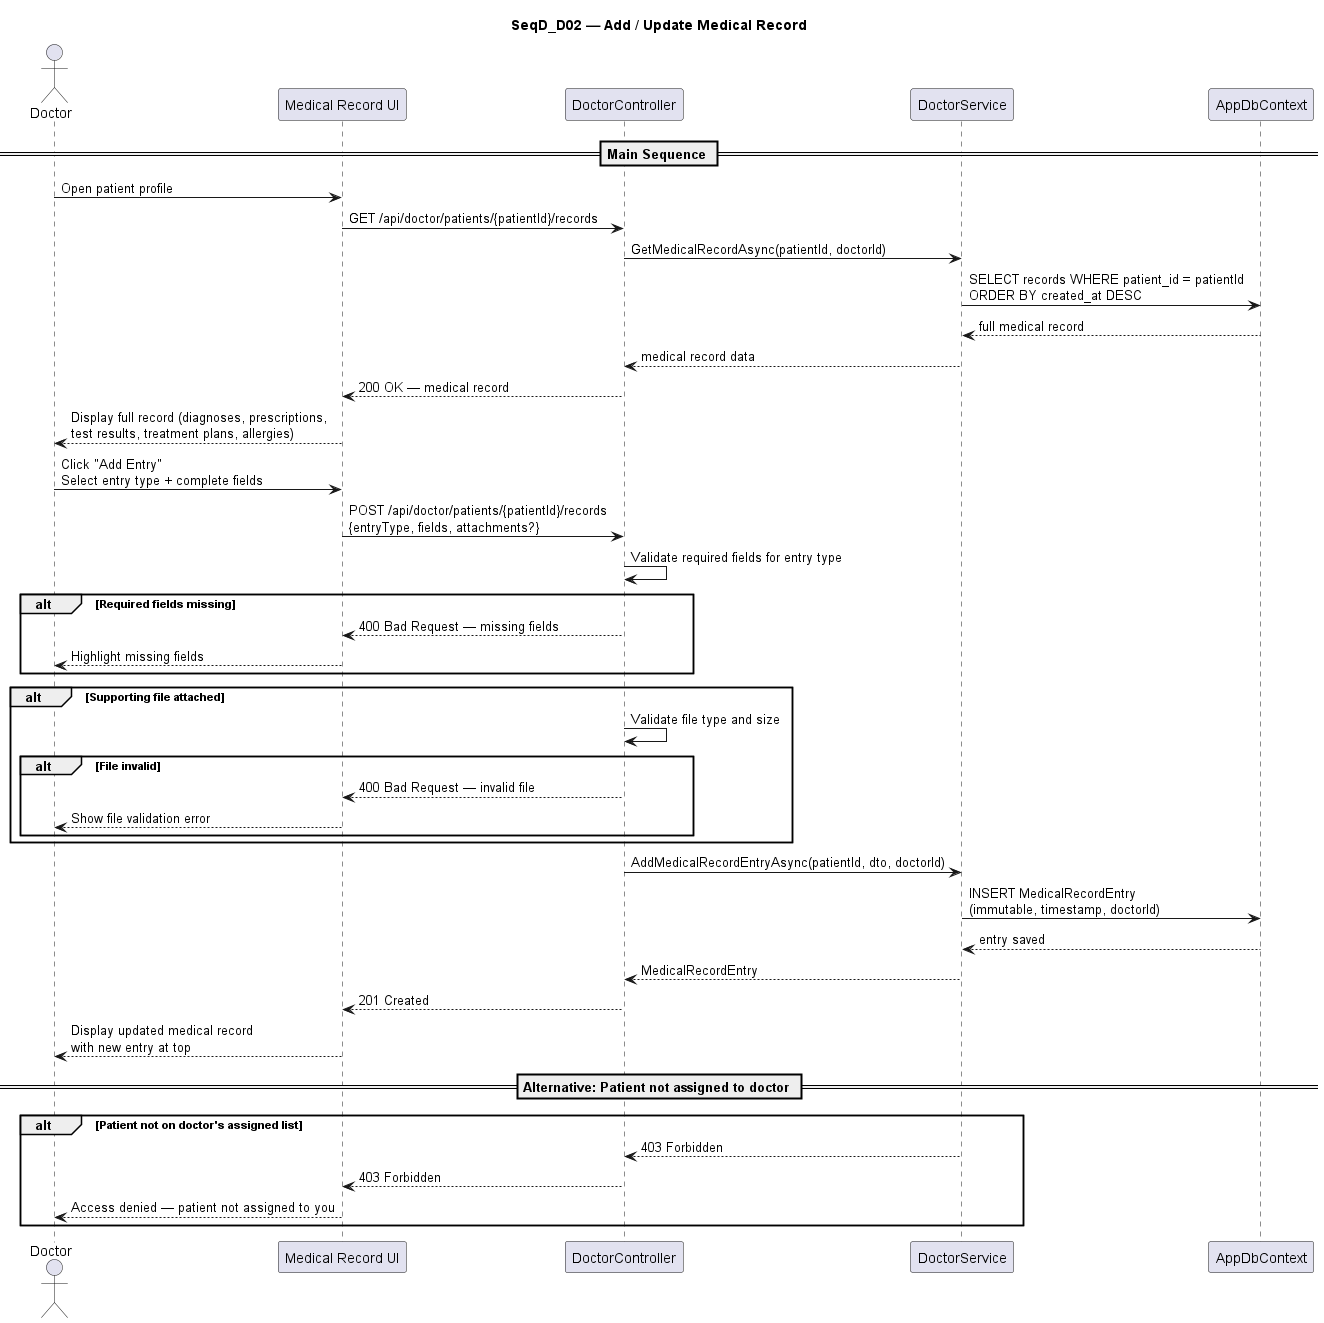 SeqD_D02 — Add / Update Medical Record
Doctor
Medical Record UI
DoctorController
DoctorService
AppDbContext
Main Sequence
Open patient profile
GET /api/doctor/patients/{patientId}/records
GetMedicalRecordAsync(patientId, doctorId)
SELECT records WHERE patient_id = patientId
ORDER BY created_at DESC
full medical record
medical record data
200 OK — medical record
Display full record (diagnoses, prescriptions,
test results, treatment plans, allergies)
Click "Add Entry"
Select entry type + complete fields
POST /api/doctor/patients/{patientId}/records
{entryType, fields, attachments?}
Validate required fields for entry type
alt
[Required fields missing]
400 Bad Request — missing fields
Highlight missing fields
alt
[Supporting file attached]
Validate file type and size
alt
[File invalid]
400 Bad Request — invalid file
Show file validation error
AddMedicalRecordEntryAsync(patientId, dto, doctorId)
INSERT MedicalRecordEntry
(immutable, timestamp, doctorId)
entry saved
MedicalRecordEntry
201 Created
Display updated medical record
with new entry at top
Alternative: Patient not assigned to doctor
alt
[Patient not on doctor's assigned list]
403 Forbidden
403 Forbidden
Access denied — patient not assigned to you
Doctor
Medical Record UI
DoctorController
DoctorService
AppDbContext